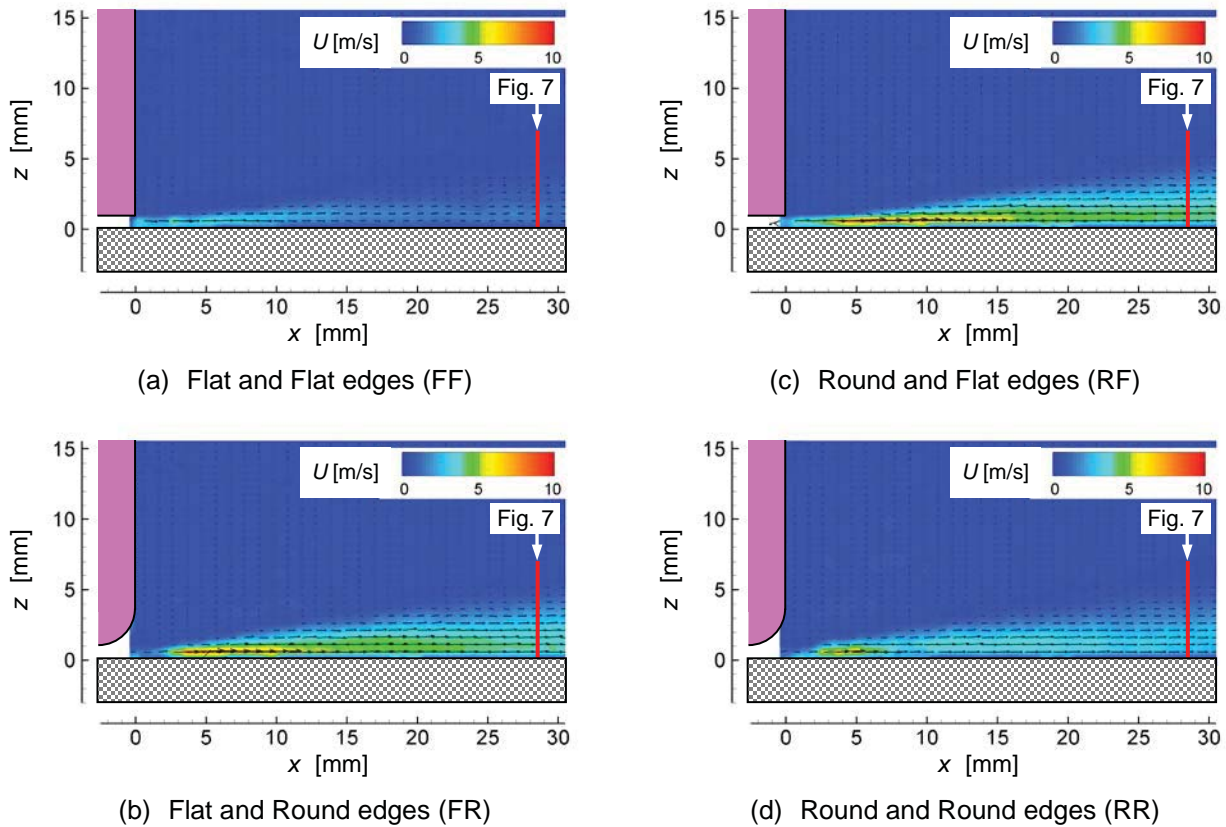 15
10
5
0
z [mm]
U [m/s]
0 5 10
Fig. 7
0 5 10 15 20 25 30
x [mm]
(a) Flat and Flat edges (FF)
15
10
5
0
z [mm]
U [m/s]
0 5 10
Fig. 7
0 5 10 15 20 25 30
x [mm]
(c) Round and Flat edges (RF)
15
10
5
0
z [mm]
U [m/s]
0 5 10
Fig. 7
0 5 10 15 20 25 30
x [mm]
(b) Flat and Round edges (FR)
15
10
5
0
z [mm]
U [m/s]
0 5 10
Fig. 7
0 5 10 15 20 25 30
x [mm]
(d) Round and Round edges (RR)